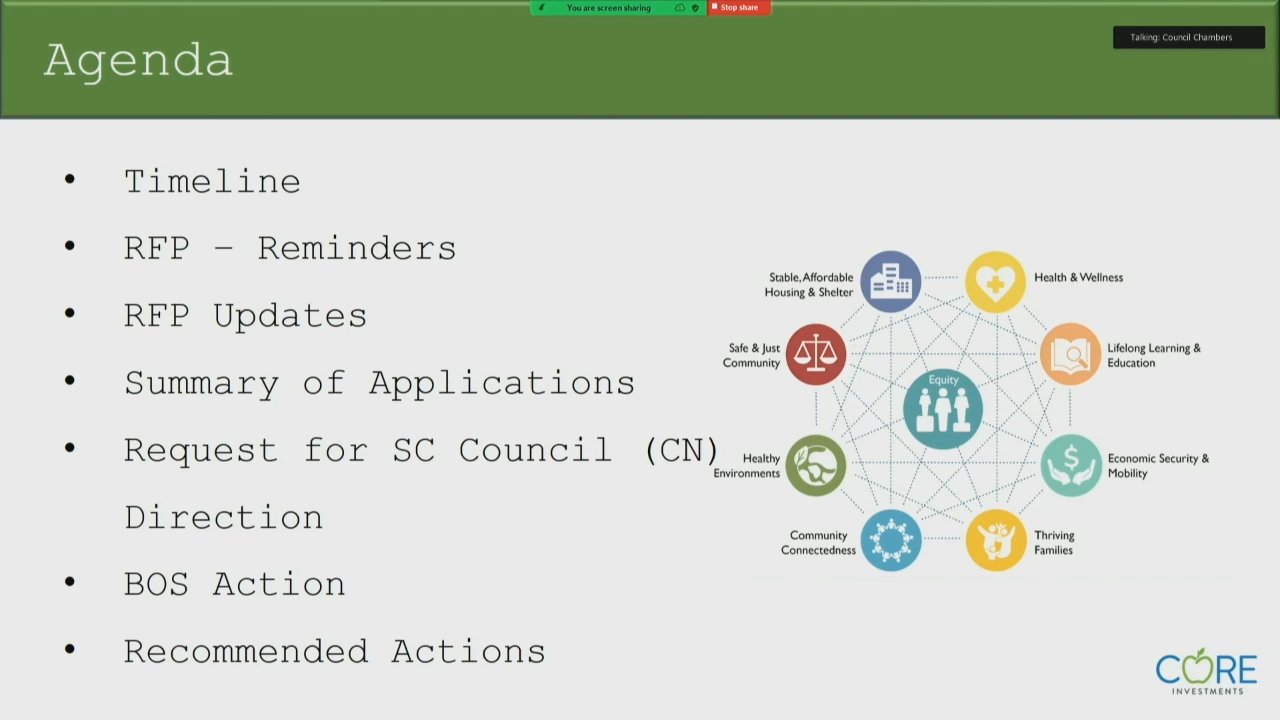 You are screen sharing
Stop share
Talking: Council Chambers
Agenda
• Timeline
• RFP – Reminders
• RFP Updates
• Summary of Applications
• Request for SC Council (CN)
Direction
• BOS Action
• Recommended Actions
Stable, Affordable
Housing & Shelter
Health & Wellness
Safe & Just
Community
Lifelong Learning &
Education
Equity
Healthy
Environments
Economic Security &
Mobility
Community
Connectedness
Thriving
Families
CORE
INVESTMENTS